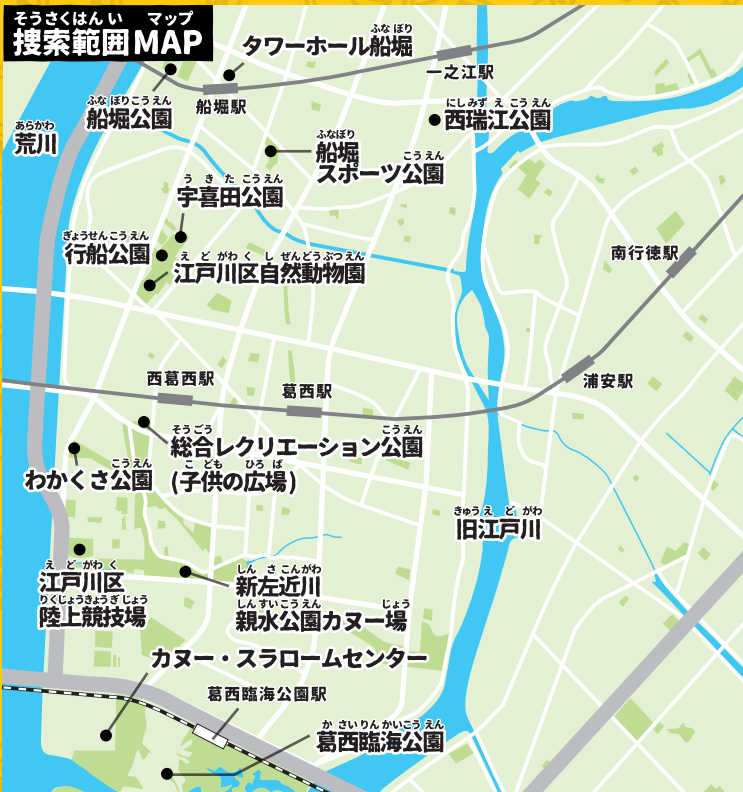 そうさくはんい マップ
捜索範囲MAP
ふなぼり
タワーホール船堀
一之江駅
船堀駅
ふなぼりこうえん
船堀公園
にしみずえこうえん
西瑞江公園
あらかわ
荒川
ふなぼり
船堀
こうえん
スポーツ公園
うきたこうえん
宇喜田公園
ぎょうせんこうえん
行船公園
えどがわくしぜんどうぶつえん
江戸川区自然動物園
南行徳駅
西葛西駅
葛西駅
浦安駅
そうごう こうえん
総合レクリエーション公園
こども ひろば
(子供の広場)
こうえん
わかくさ公園
きゅうえどがわ
旧江戸川
えどがわく
江戸川区
りくじょうきょうぎじょう
陸上競技場
しんさこんがわ
新左近川
しんすいこうえん じょう
親水公園カヌー場
カヌー・スラロームセンター
葛西臨海公園駅
かさいりんかいこうえん
葛西臨海公園